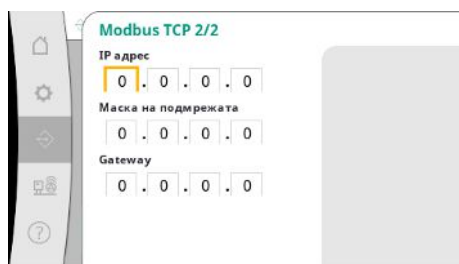 Modbus TCP 2/2
IP адрес
0 . 0 . 0 . 0
Маска на подмрежата
0 . 0 . 0 . 0
Gateway
0 . 0 . 0 . 0
?